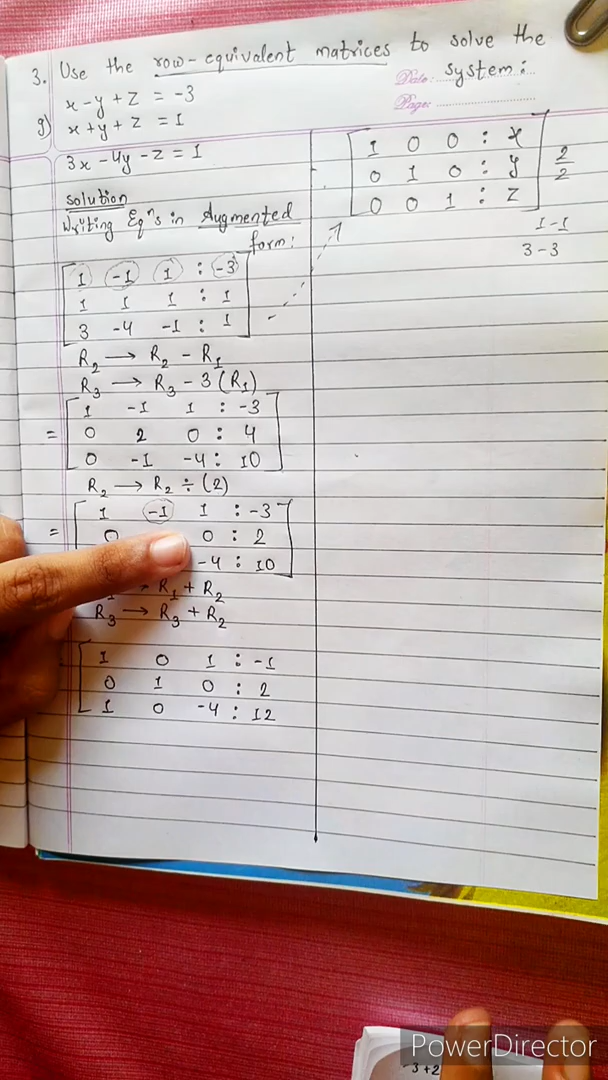 3. Use the row-equivalent matrices to solve the
system:
Date:
Page:
g) x - y + z = -3
x + y + z = 1
3x - 4y - z = 1
solution
Writing Eqⁿs in Augmented
form:
1 -1 1 : -3
1 1 1 : 1
3 -4 -1 : 1
R₂ → R₂ - R₁
R₃ → R₃ - 3(R₁)
1 -1 1 : -3
= 0 2 0 : 4
0 -1 -4 : 10
R₂ → R₂ ÷ (2)
1 -1 1 : -3
= 0 0 : 2
-4 : 10
→ R₁ + R₂
R₃ → R₃ + R₂
1 0 1 : -1
0 1 0 : 2
1 0 -4 : 12
1 0 0 : x
0 1 0 : y
0 0 1 : z
2
2
1-1
3-3
-3+2
PowerDirector